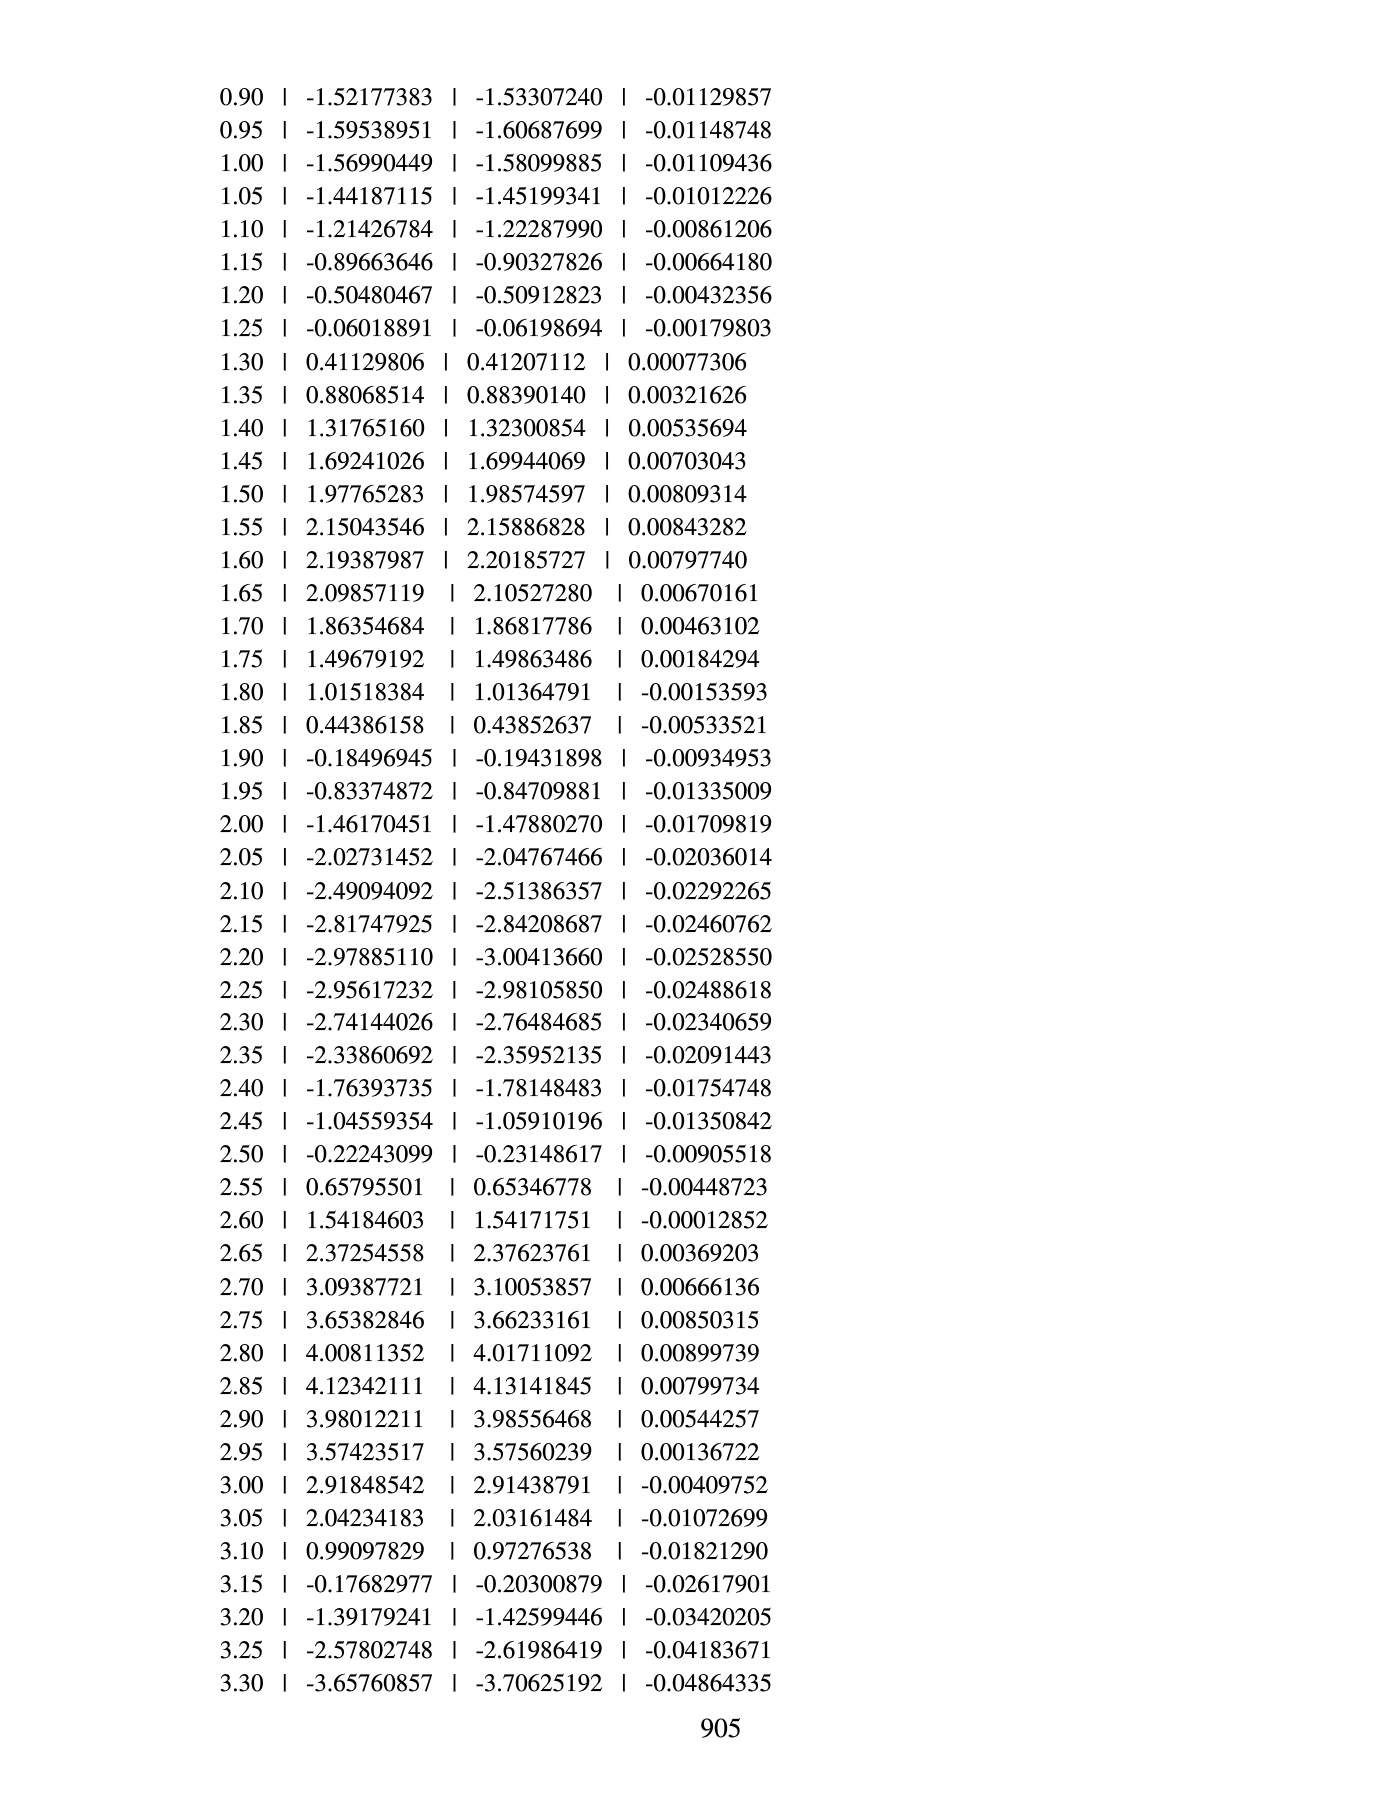 0.90 | -1.52177383 | -1.53307240 | -0.01129857
0.95 | -1.59538951 | -1.60687699 | -0.01148748
1.00 | -1.56990449 | -1.58099885 | -0.01109436
1.05 | -1.44187115 | -1.45199341 | -0.01012226
1.10 | -1.21426784 | -1.22287990 | -0.00861206
1.15 | -0.89663646 | -0.90327826 | -0.00664180
1.20 | -0.50480467 | -0.50912823 | -0.00432356
1.25 | -0.06018891 | -0.06198694 | -0.00179803
1.30 | 0.41129806 | 0.41207112 | 0.00077306
1.35 | 0.88068514 | 0.88390140 | 0.00321626
1.40 | 1.31765160 | 1.32300854 | 0.00535694
1.45 | 1.69241026 | 1.69944069 | 0.00703043
1.50 | 1.97765283 | 1.98574597 | 0.00809314
1.55 | 2.15043546 | 2.15886828 | 0.00843282
1.60 | 2.19387987 | 2.20185727 | 0.00797740
1.65 | 2.09857119 | 2.10527280 | 0.00670161
1.70 | 1.86354684 | 1.86817786 | 0.00463102
1.75 | 1.49679192 | 1.49863486 | 0.00184294
1.80 | 1.01518384 | 1.01364791 | -0.00153593
1.85 | 0.44386158 | 0.43852637 | -0.00533521
1.90 | -0.18496945 | -0.19431898 | -0.00934953
1.95 | -0.83374872 | -0.84709881 | -0.01335009
2.00 | -1.46170451 | -1.47880270 | -0.01709819
2.05 | -2.02731452 | -2.04767466 | -0.02036014
2.10 | -2.49094092 | -2.51386357 | -0.02292265
2.15 | -2.81747925 | -2.84208687 | -0.02460762
2.20 | -2.97885110 | -3.00413660 | -0.02528550
2.25 | -2.95617232 | -2.98105850 | -0.02488618
2.30 | -2.74144026 | -2.76484685 | -0.02340659
2.35 | -2.33860692 | -2.35952135 | -0.02091443
2.40 | -1.76393735 | -1.78148483 | -0.01754748
2.45 | -1.04559354 | -1.05910196 | -0.01350842
2.50 | -0.22243099 | -0.23148617 | -0.00905518
2.55 | 0.65795501 | 0.65346778 | -0.00448723
2.60 | 1.54184603 | 1.54171751 | -0.00012852
2.65 | 2.37254558 | 2.37623761 | 0.00369203
2.70 | 3.09387721 | 3.10053857 | 0.00666136
2.75 | 3.65382846 | 3.66233161 | 0.00850315
2.80 | 4.00811352 | 4.01711092 | 0.00899739
2.85 | 4.12342111 | 4.13141845 | 0.00799734
2.90 | 3.98012211 | 3.98556468 | 0.00544257
2.95 | 3.57423517 | 3.57560239 | 0.00136722
3.00 | 2.91848542 | 2.91438791 | -0.00409752
3.05 | 2.04234183 | 2.03161484 | -0.01072699
3.10 | 0.99097829 | 0.97276538 | -0.01821290
3.15 | -0.17682977 | -0.20300879 | -0.02617901
3.20 | -1.39179241 | -1.42599446 | -0.03420205
3.25 | -2.57802748 | -2.61986419 | -0.04183671
3.30 | -3.65760857 | -3.70625192 | -0.04864335
905